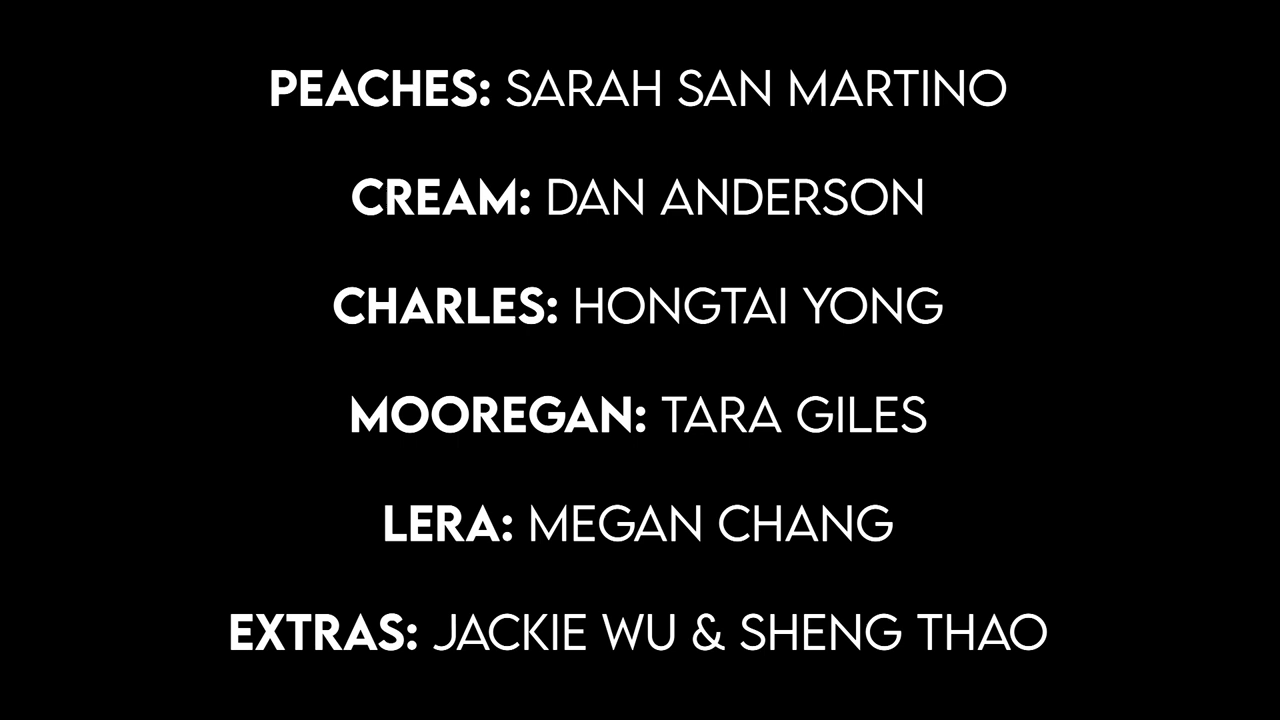 PEACHES: SARAH SAN MARTINO
CREAM: DAN ANDERSON
CHARLES: HONGTAI YONG
MOOREGAN: TARA GILES
LERA: MEGAN CHANG
EXTRAS: JACKIE WU & SHENG THAO